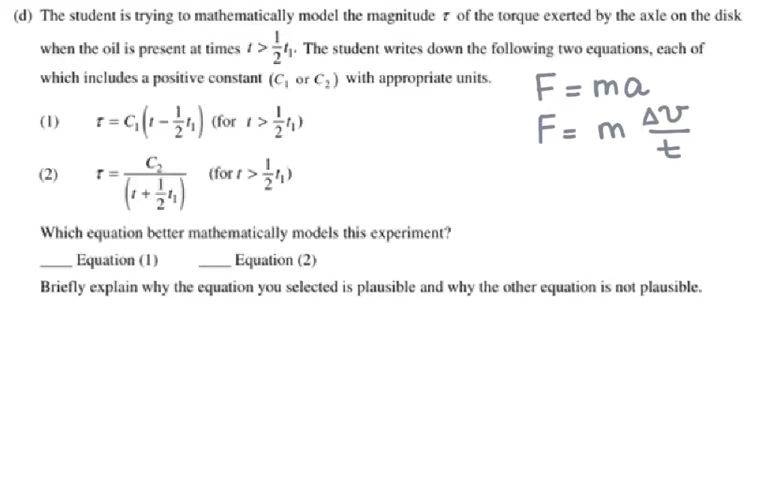 (d) The student is trying to mathematically model the magnitude τ of the torque exerted by the axle on the disk
when the oil is present at times t > 1/2 t₁. The student writes down the following two equations, each of
which includes a positive constant (C₁ or C₂) with appropriate units.
F = ma
(1) τ = C₁(t − 1/2 t₁) (for t > 1/2 t₁)
F = m Δv/t
(2) τ = C₂/(t + 1/2 t₁) (for t > 1/2 t₁)
Which equation better mathematically models this experiment?
____ Equation (1) ____ Equation (2)
Briefly explain why the equation you selected is plausible and why the other equation is not plausible.